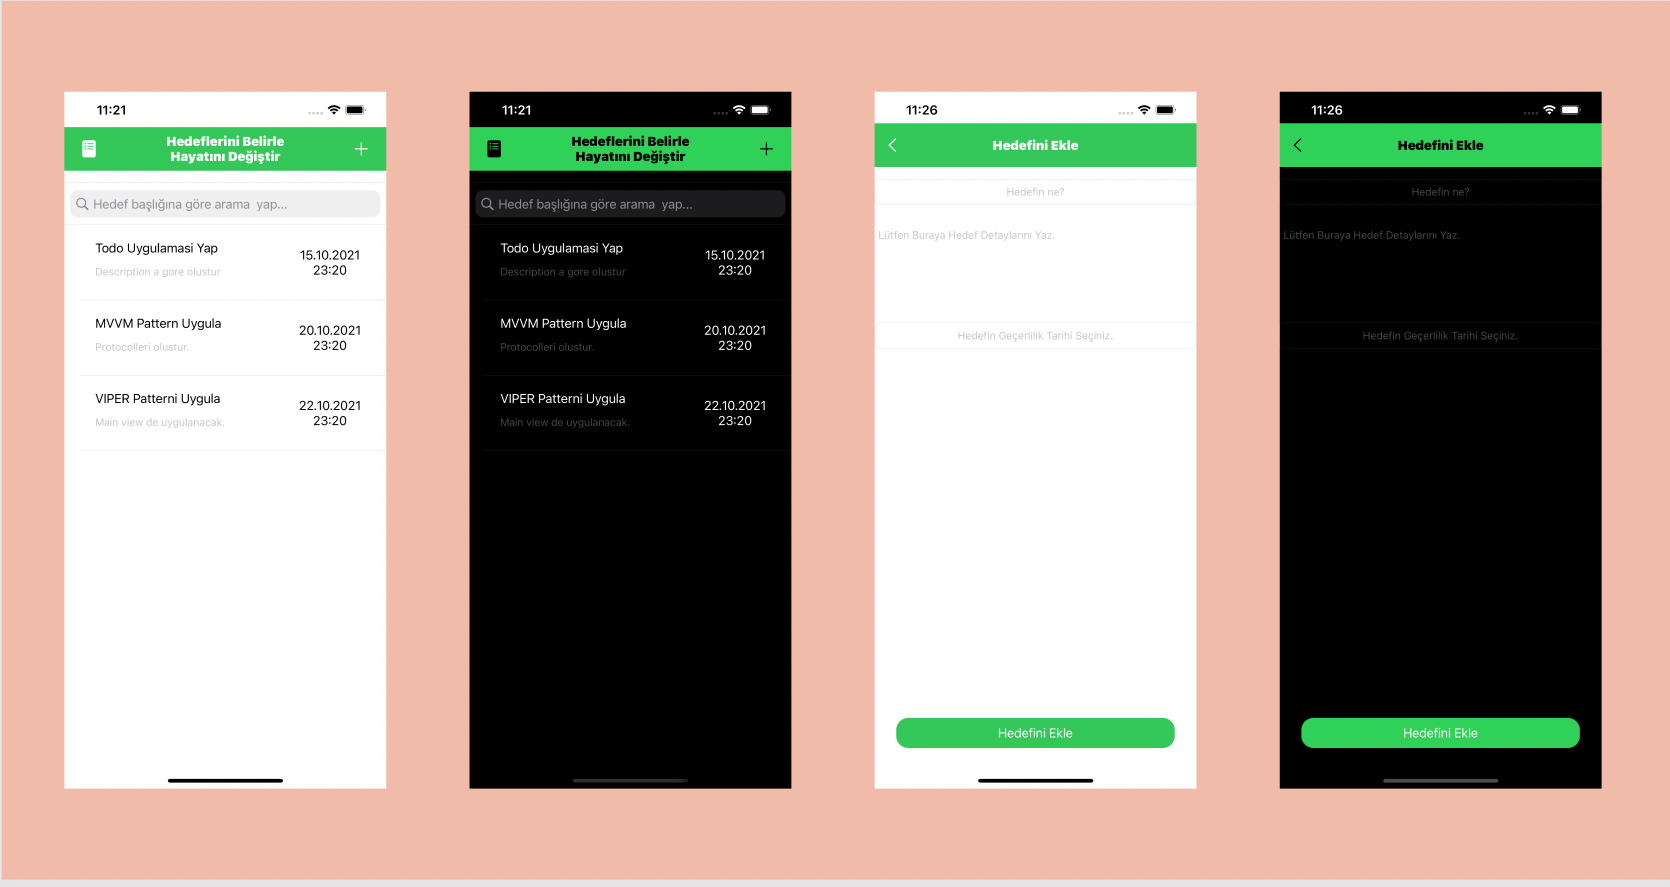 11:21
Hedeflerini Belirle
Hayatını Değiştir
Hedef başlığına göre arama  yap...
Todo Uygulamasi Yap
Description a gore olustur
15.10.2021
23:20
MVVM Pattern Uygula
Protocolleri olustur.
20.10.2021
23:20
VIPER Patterni Uygula
Main view de uygulanacak.
22.10.2021
23:20
11:21
Hedeflerini Belirle
Hayatını Değiştir
Hedef başlığına göre arama  yap...
Todo Uygulamasi Yap
Description a gore olustur
15.10.2021
23:20
MVVM Pattern Uygula
Protocolleri olustur.
20.10.2021
23:20
VIPER Patterni Uygula
Main view de uygulanacak.
22.10.2021
23:20
11:26
Hedefini Ekle
Hedefin ne?
Lütfen Buraya Hedef Detaylarını Yaz.
Hedefin Geçerlilik Tarihi Seçiniz.
Hedefini Ekle
11:26
Hedefini Ekle
Hedefin ne?
Lütfen Buraya Hedef Detaylarını Yaz.
Hedefin Geçerlilik Tarihi Seçiniz.
Hedefini Ekle